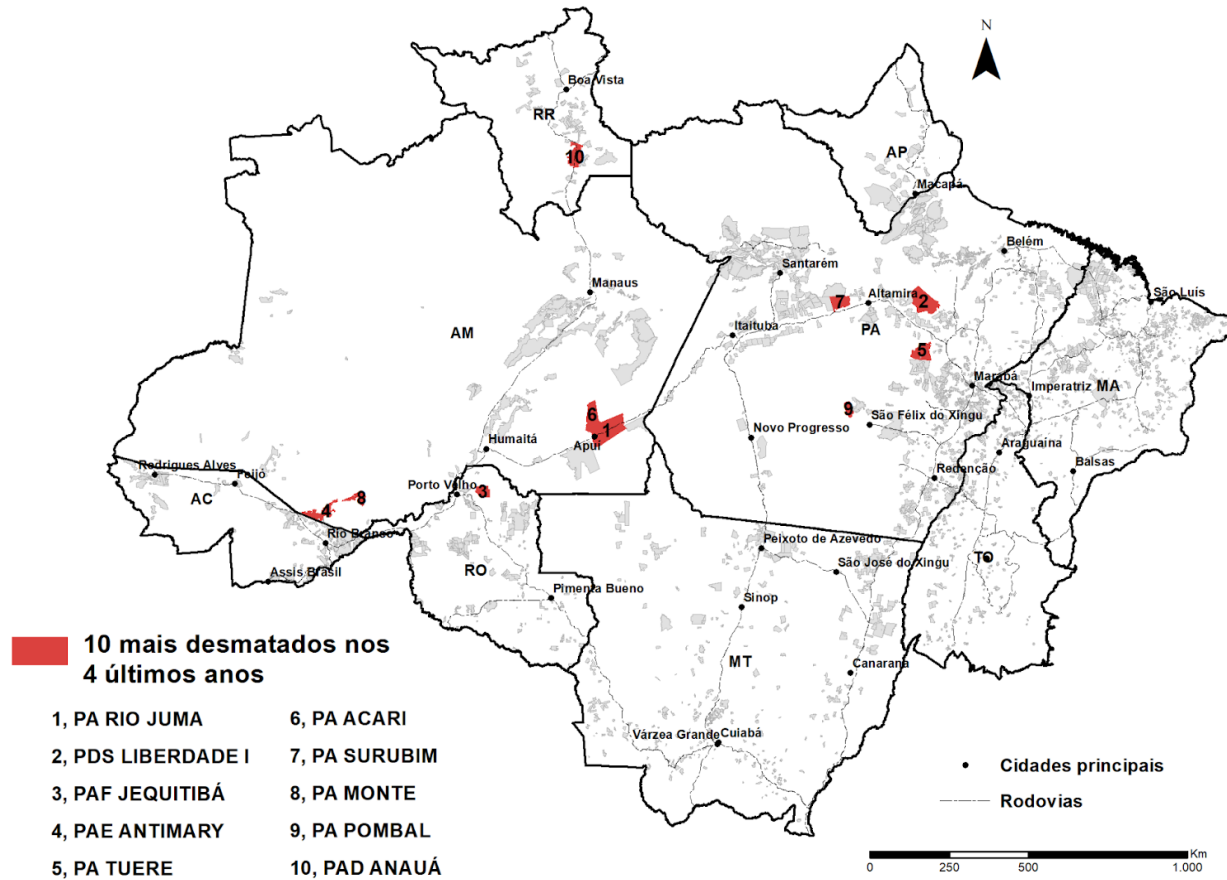 N
Boa Vista
RR
10
AP
Macapá
Belém
Santarém
São Luís
Manaus
Altamira
7
2
Itaituba
PA
AM
5
Marabá
Imperatriz
MA
6
9
São Félix do Xingu
1
Novo Progresso
Apuí
Humaitá
Araguaína
Rodrigues Alves
Feijó
Redenção
Balsas
AC
Porto Velho
3
8
4
Rio Branco
Peixoto de Azevedo
TO
Assis Brasil
RO
São José do Xingu
Pimenta Bueno
Sinop
MT
Canarana
Várzea Grande
Cuiabá
10 mais desmatados nos
4 últimos anos
1, PA RIO JUMA
2, PDS LIBERDADE I
3, PAF JEQUITIBÁ
4, PAE ANTIMARY
5, PA TUERE
6, PA ACARI
7, PA SURUBIM
8, PA MONTE
9, PA POMBAL
10, PAD ANAUÁ
Cidades principais
Rodovias
Km
0 250 500 1.000